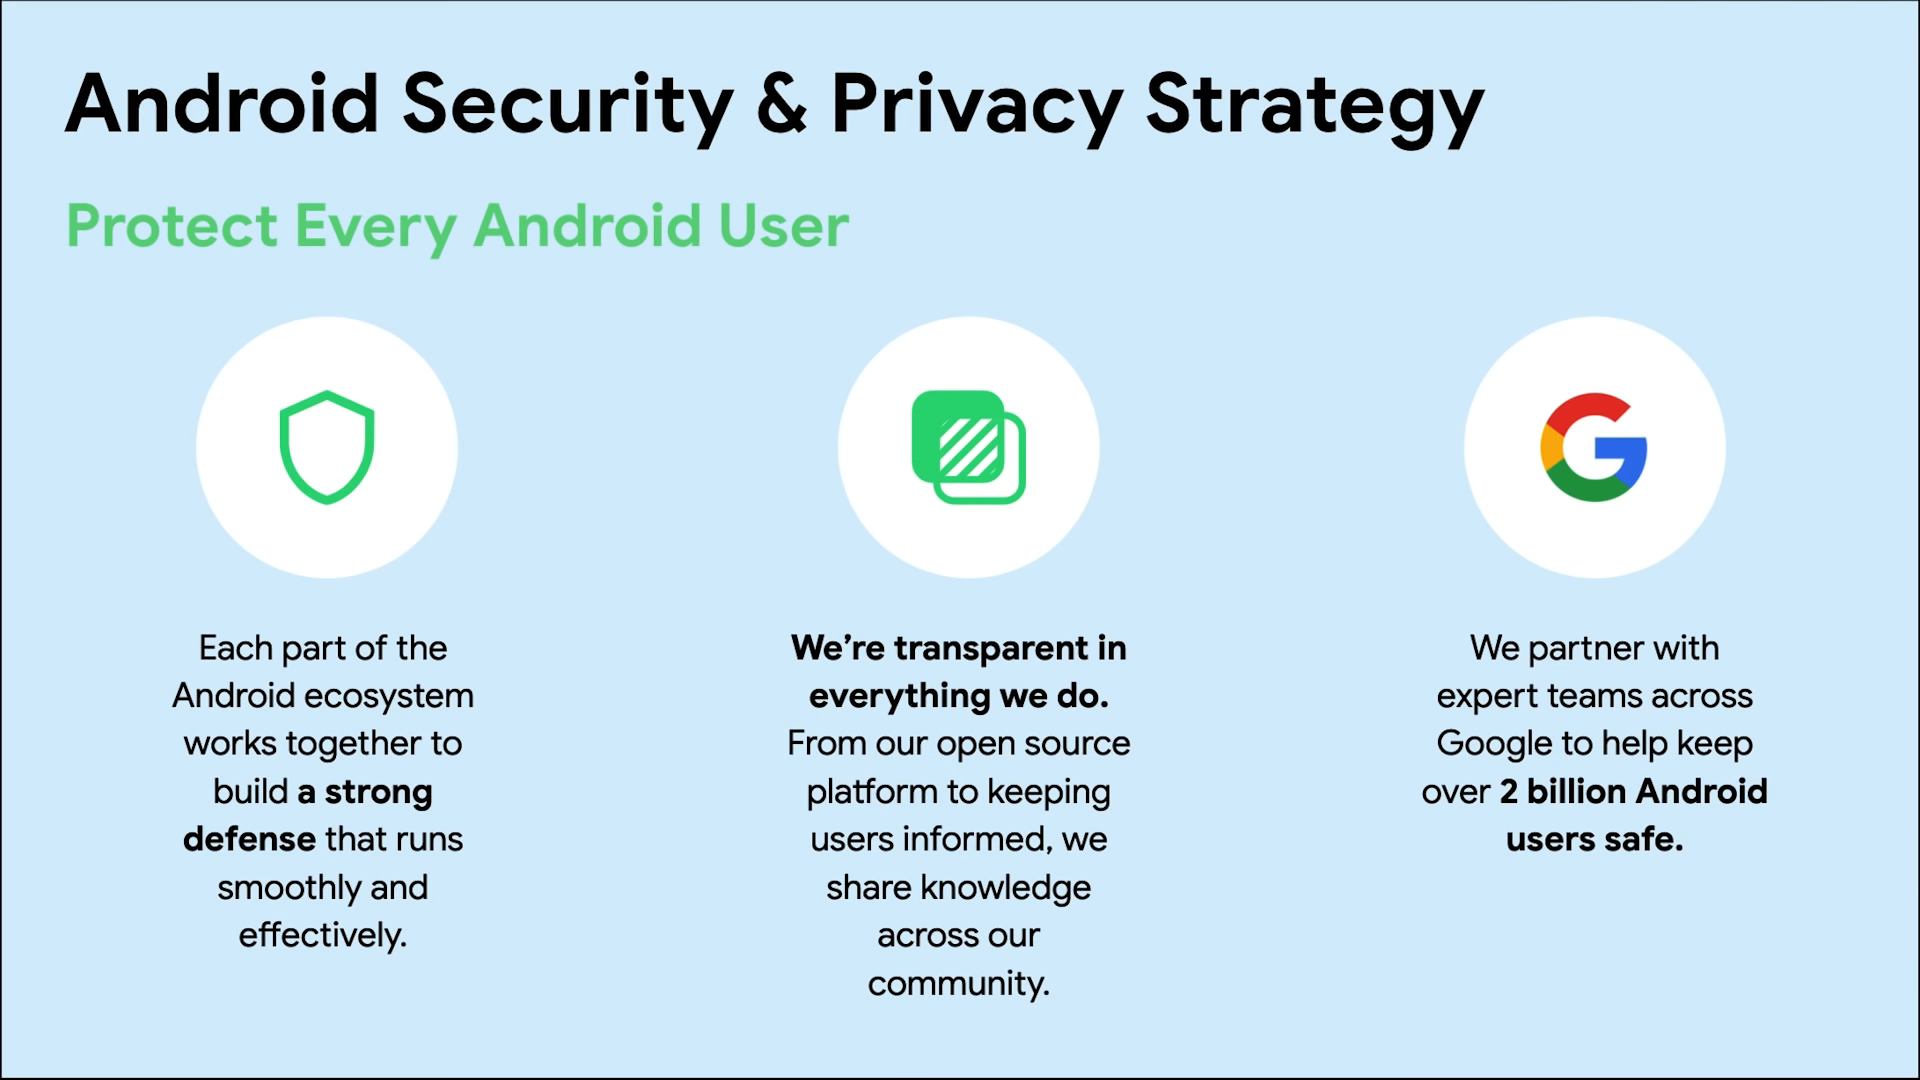 Android Security & Privacy Strategy
Protect Every Android User
Each part of the
Android ecosystem
works together to
build a strong
defense that runs
smoothly and
effectively.
We’re transparent in
everything we do.
From our open source
platform to keeping
users informed, we
share knowledge
across our
community.
We partner with
expert teams across
Google to help keep
over 2 billion Android
users safe.